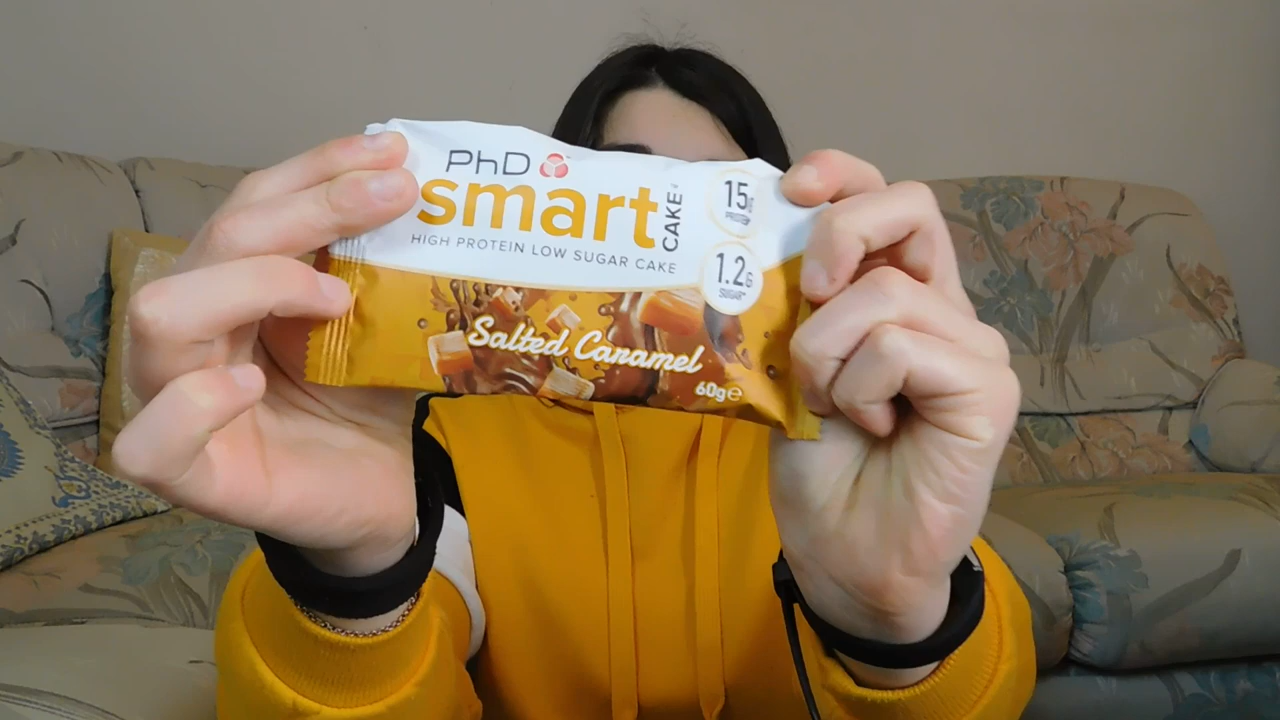 PhD
smart
CAKE
HIGH PROTEIN LOW SUGAR CAKE
15g
PROTEIN*
1.2G
SUGAR*
Salted Caramel
60g e